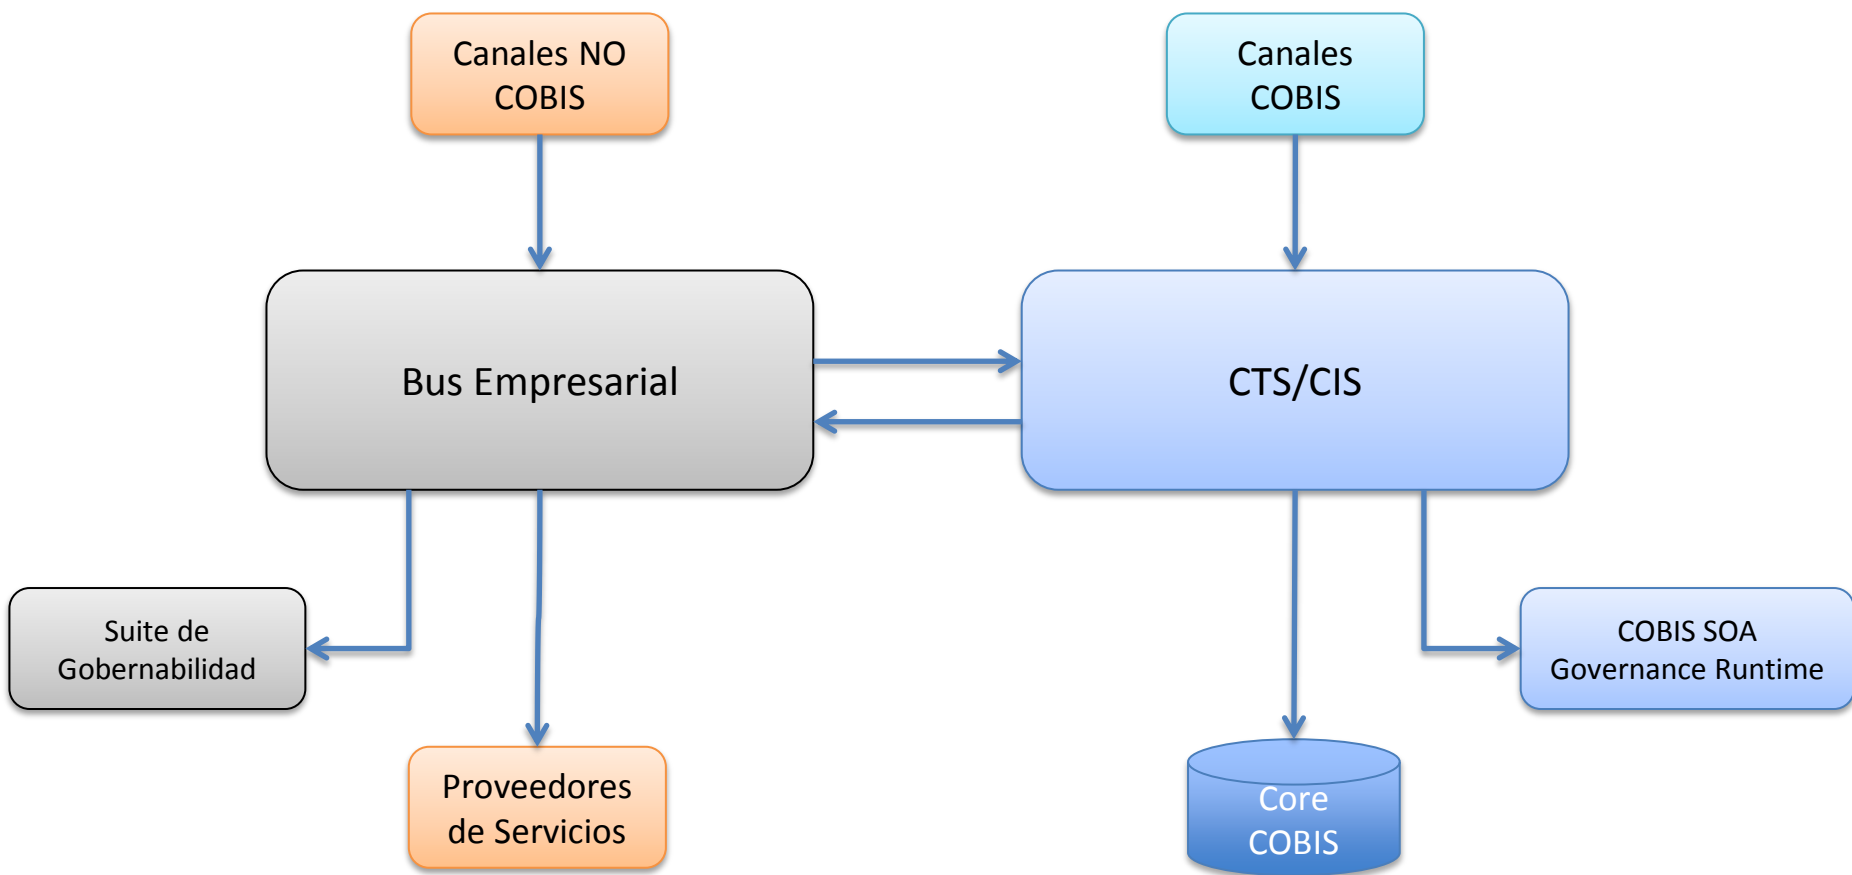 Canales NO
COBIS
Canales
COBIS
Bus Empresarial
CTS/CIS
Suite de
Gobernabilidad
COBIS SOA
Governance Runtime
Proveedores
de Servicios
Core
COBIS